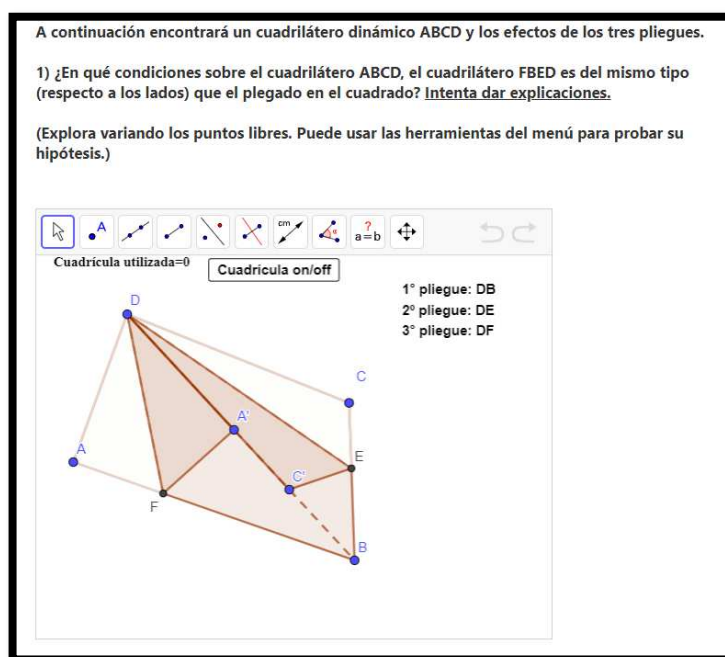 A continuación encontrará un cuadrilátero dinámico ABCD y los efectos de los tres pliegues.
1) ¿En qué condiciones sobre el cuadrilátero ABCD, el cuadrilátero FBED es del mismo tipo
(respecto a los lados) que el plegado en el cuadrado? Intenta dar explicaciones.
(Explora variando los puntos libres. Puede usar las herramientas del menú para probar su
hipótesis.)
A
cm
α
?
a=b
Cuadrícula utilizada=0
Cuadricula on/off
1° pliegue: DB
2º pliegue: DE
3° pliegue: DF
D
C
A'
A
E
C'
F
B